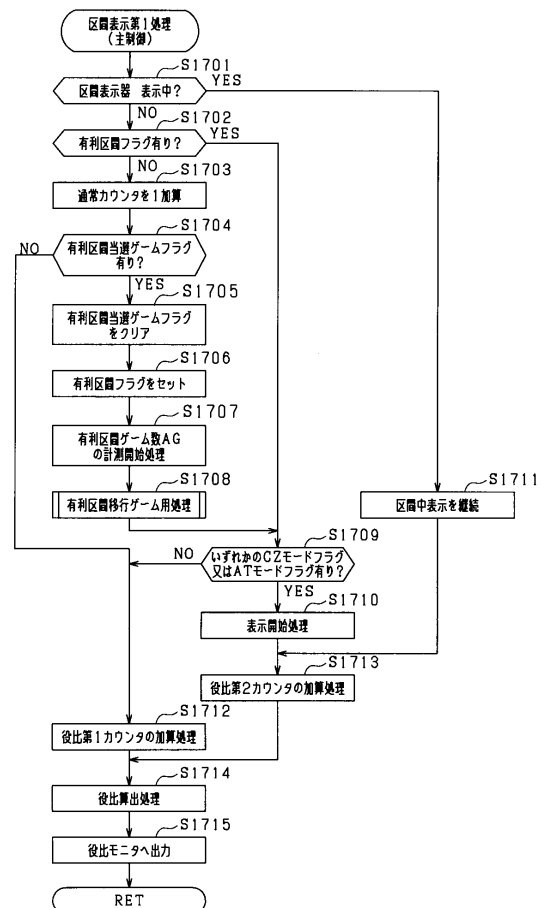 区間表示第1処理
(主制御)
S1701
区間表示器 表示中?
YES
NO
S1702
有利区間フラグ有り?
YES
NO
S1703
通常カウンタを1加算
S1704
有利区間当選ゲームフラグ
有り?
NO
YES
S1705
有利区間当選ゲームフラグ
をクリア
S1706
有利区間フラグをセット
S1707
有利区間ゲーム数AG
の計測開始処理
S1708
有利区間移行ゲーム用処理
S1711
区間中表示を継続
S1709
いずれかのCZモードフラグ
又はATモードフラグ有り?
NO
YES
S1710
表示開始処理
S1713
役比第2カウンタの加算処理
S1712
役比第1カウンタの加算処理
S1714
役比算出処理
S1715
役比モニタへ出力
RET